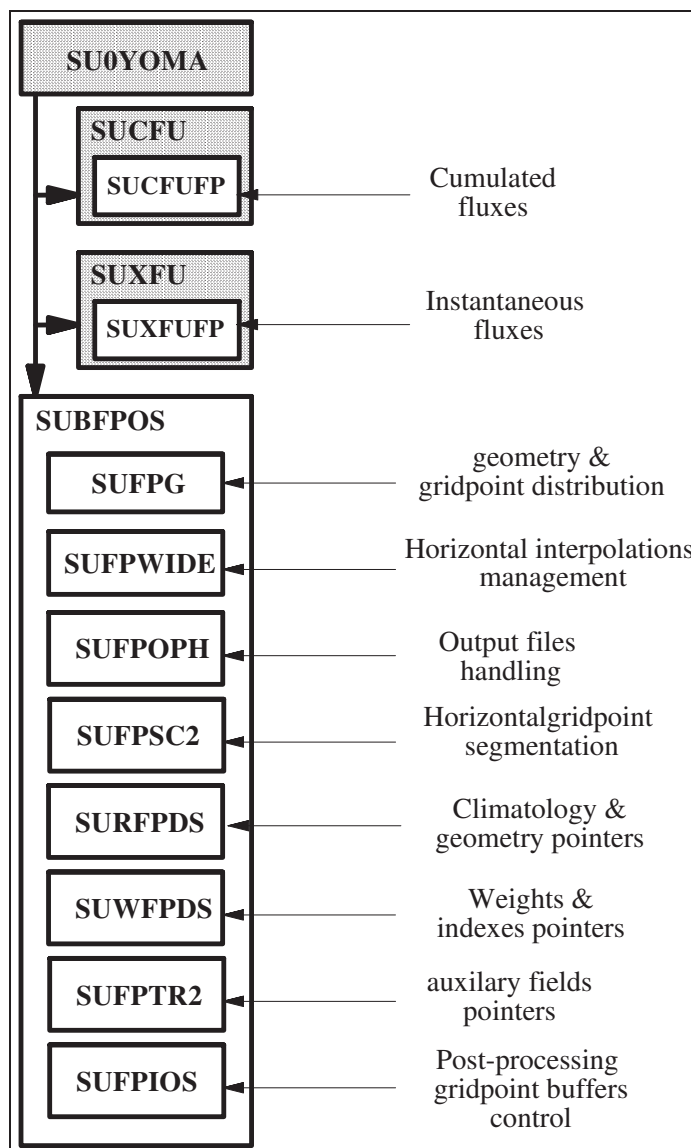 SU0YOMA
SUCFU
SUCFUFP
Cumulated
fluxes
SUXFU
SUXFUFP
Instantaneous
fluxes
SUBFPOS
SUFPG
geometry &
gridpoint distribution
SUFPWIDE
Horizontal interpolations
management
SUFPOPH
Output files
handling
SUFPSC2
Horizontalgridpoint
segmentation
SURFPDS
Climatology &
geometry pointers
SUWFPDS
Weights &
indexes pointers
SUFPTR2
auxilary fields
pointers
SUFPIOS
Post-processing
gridpoint buffers
control